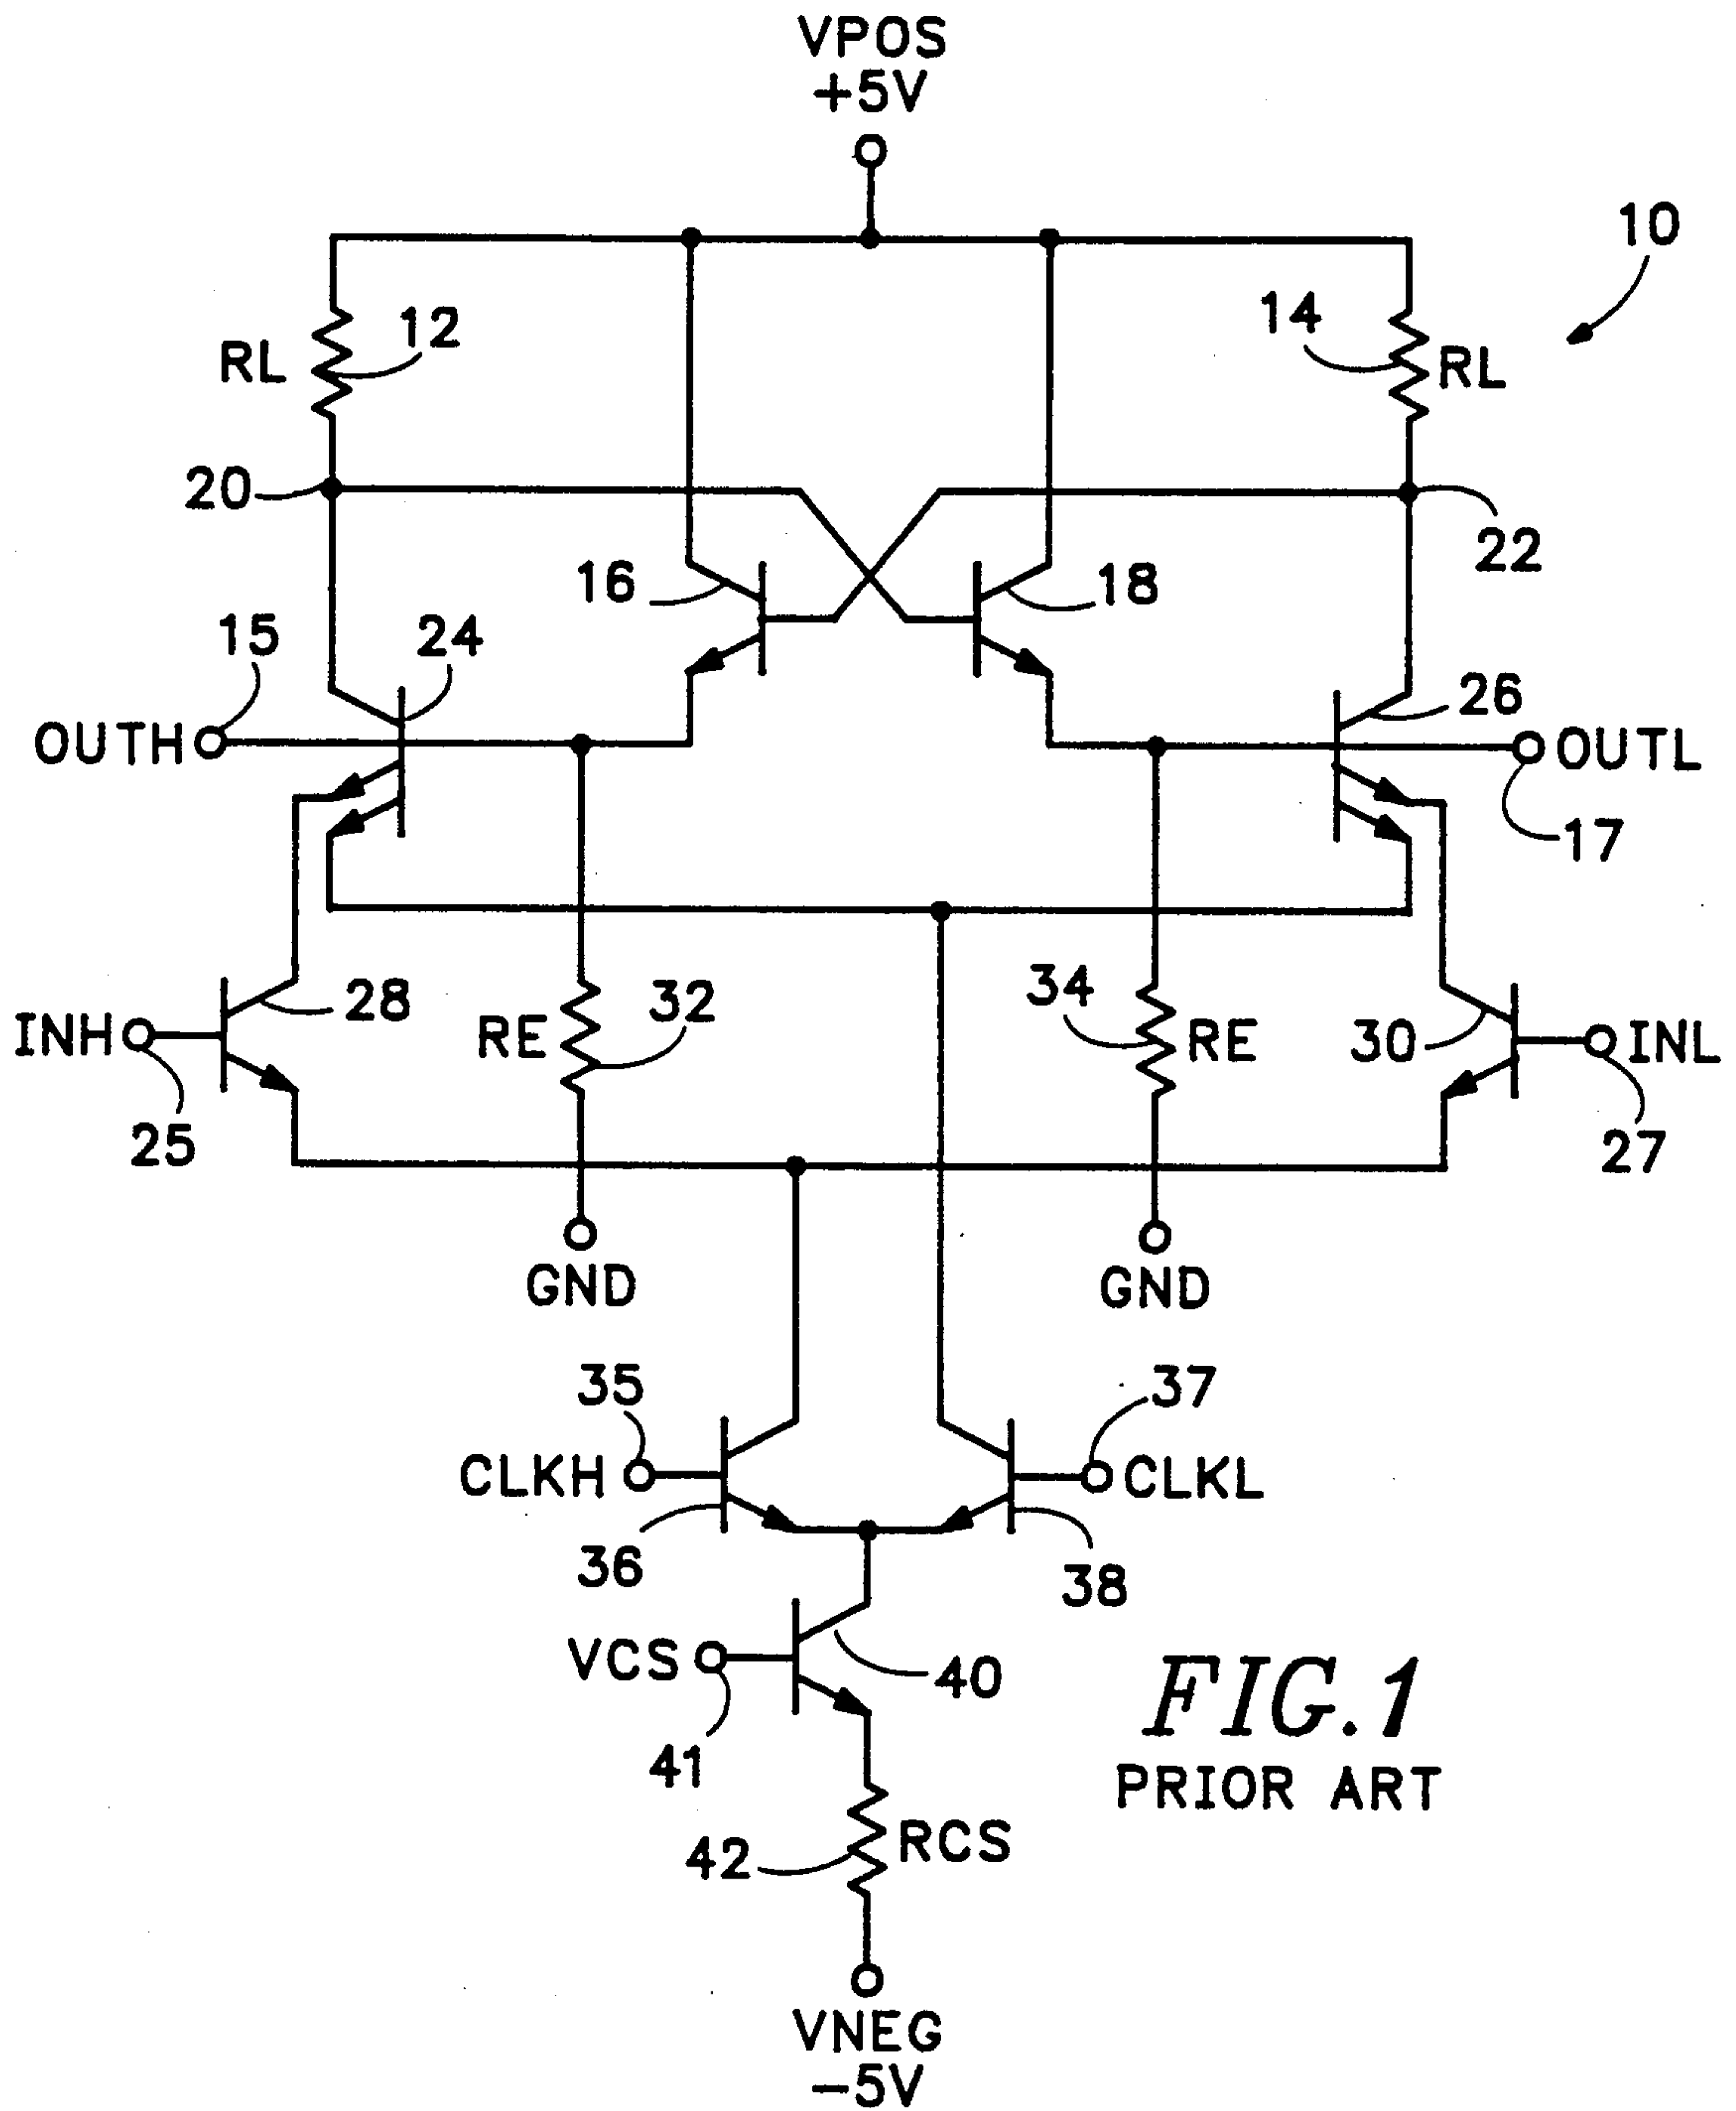 VPOS
+5V
10
12
14
RL
RL
20
22
16
18
15
24
26
OUTH
OUTL
17
28
32
34
INH
RE
RE
30
INL
25
27
GND
GND
35
37
CLKH
CLKL
36
38
VCS
40
41
FIG.1
PRIOR ART
42
RCS
VNEG
-5V